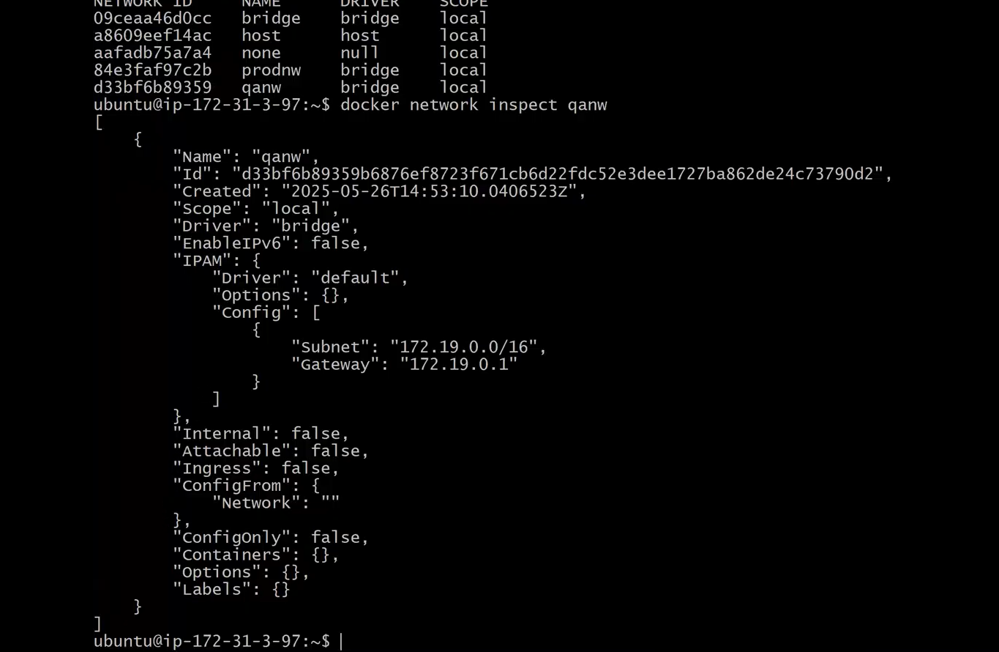 NETWORK ID   NAME      DRIVER    SCOPE
09ceaa46d0cc   bridge    bridge    local
a8609eef14ac   host      host      local
aafadb75a7a4   none      null      local
84e3faf97c2b   prodnw    bridge    local
d33bf6b89359   qanw      bridge    local
ubuntu@ip-172-31-3-97:~$ docker network inspect qanw
[
    {
        "Name": "qanw",
        "Id": "d33bf6b89359b6876ef8723f671cb6d22fdc52e3dee1727ba862de24c73790d2",
        "Created": "2025-05-26T14:53:10.0406523Z",
        "Scope": "local",
        "Driver": "bridge",
        "EnableIPv6": false,
        "IPAM": {
            "Driver": "default",
            "Options": {},
            "Config": [
                {
                    "Subnet": "172.19.0.0/16",
                    "Gateway": "172.19.0.1"
                }
            ]
        },
        "Internal": false,
        "Attachable": false,
        "Ingress": false,
        "ConfigFrom": {
            "Network": ""
        },
        "ConfigOnly": false,
        "Containers": {},
        "Options": {},
        "Labels": {}
    }
]
ubuntu@ip-172-31-3-97:~$